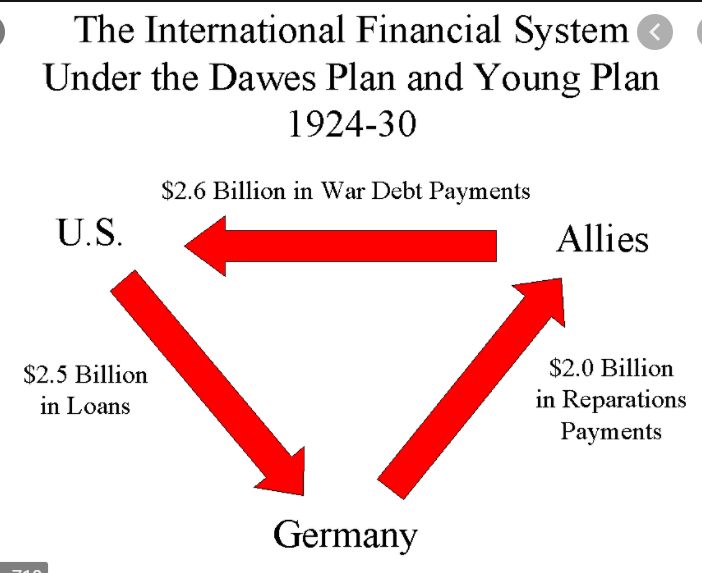 The International Financial System
Under the Dawes Plan and Young Plan
1924-30
$2.6 Billion in War Debt Payments
U.S.
Allies
$2.5 Billion
in Loans
$2.0 Billion
in Reparations
Payments
Germany